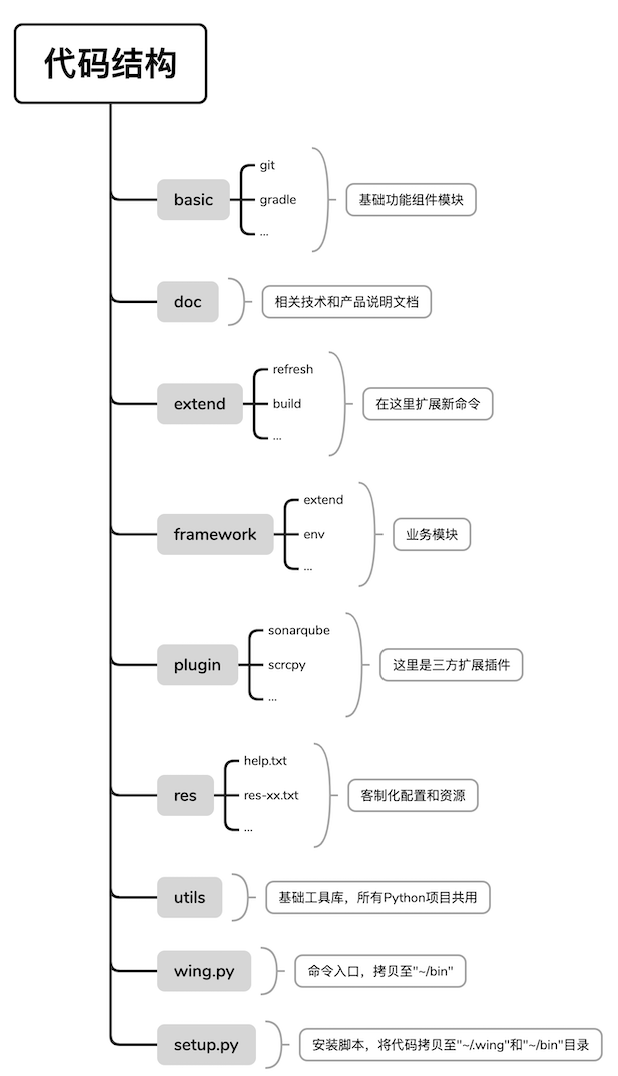 代码结构
basic
git
gradle
...
基础功能组件模块
doc
相关技术和产品说明文档
extend
refresh
build
...
在这里扩展新命令
framework
extend
env
...
业务模块
plugin
sonarqube
scrcpy
...
这里是三方扩展插件
res
help.txt
res-xx.txt
...
客制化配置和资源
utils
基础工具库，所有Python项目共用
wing.py
命令入口，拷贝至"~/bin"
setup.py
安装脚本，将代码拷贝至"~/.wing"和"~/bin"目录